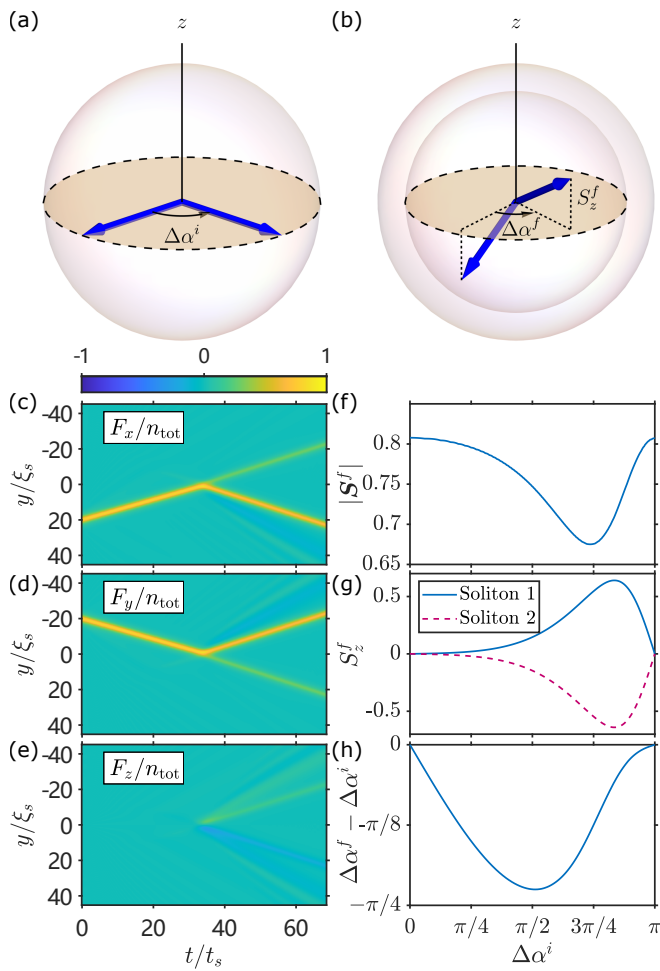 (a) z (b) z
Δαⁱ Δα^f S_z^f
-1 0 1
(c) F_x/n_tot (f)
-40
-20
0
20
40
y/ξ_s
0.8
0.75
0.7
0.65
|S^f|
(d) F_y/n_tot (g) Soliton 1
Soliton 2
-40
-20
0
20
40
y/ξ_s
0.5
0
-0.5
S_z^f
(e) F_z/n_tot (h)
-40
-20
0
20
40
y/ξ_s
0
-π/8
-π/4
Δα^f − Δαⁱ
0 20 40 60 0 π/4 π/2 3π/4 π
t/t_s Δαⁱ